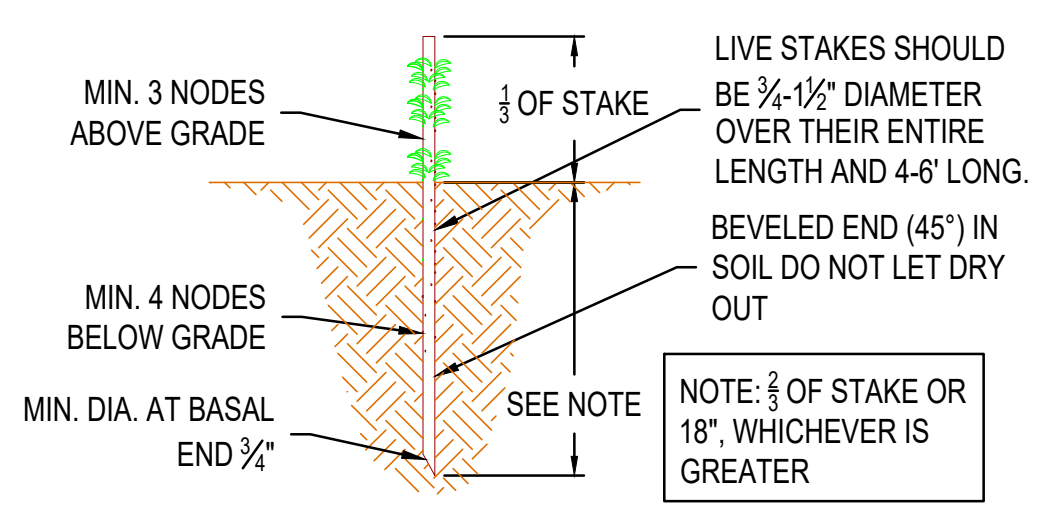 MIN. 3 NODES
ABOVE GRADE
MIN. 4 NODES
BELOW GRADE
MIN. DIA. AT BASAL
END 3⁄4"
1⁄3 OF STAKE
SEE NOTE
LIVE STAKES SHOULD
BE 3⁄4-1 1⁄2" DIAMETER
OVER THEIR ENTIRE
LENGTH AND 4-6' LONG.
BEVELED END (45°) IN
SOIL DO NOT LET DRY
OUT
NOTE: 2⁄3 OF STAKE OR
18", WHICHEVER IS
GREATER